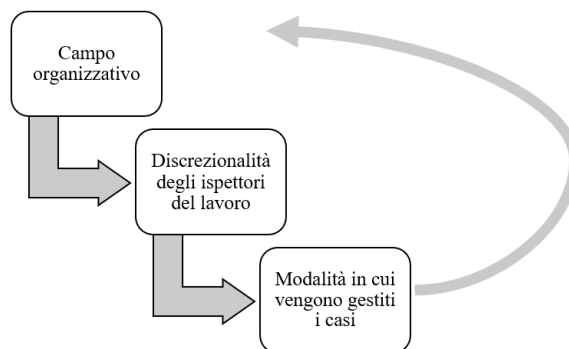 Campo
organizzativo
Discrezionalità
degli ispettori
del lavoro
Modalità in cui
vengono gestiti
i casi